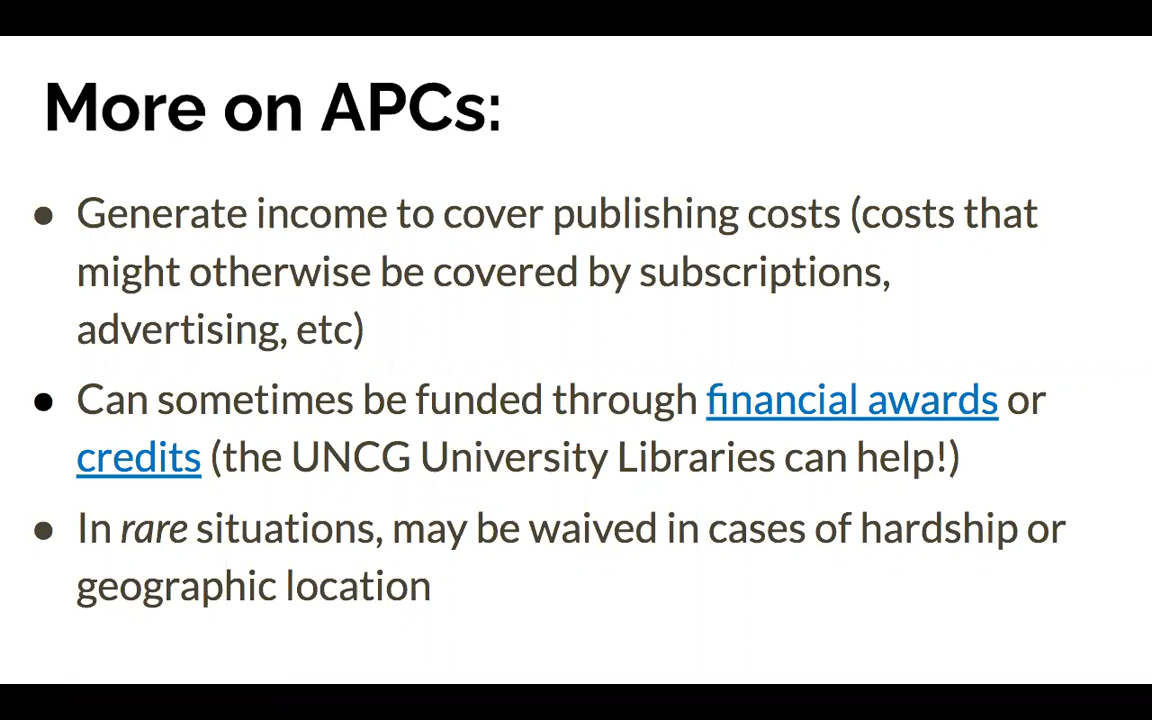 More on APCs:
● Generate income to cover publishing costs (costs that
might otherwise be covered by subscriptions,
advertising, etc)
● Can sometimes be funded through financial awards or
credits (the UNCG University Libraries can help!)
● In rare situations, may be waived in cases of hardship or
geographic location